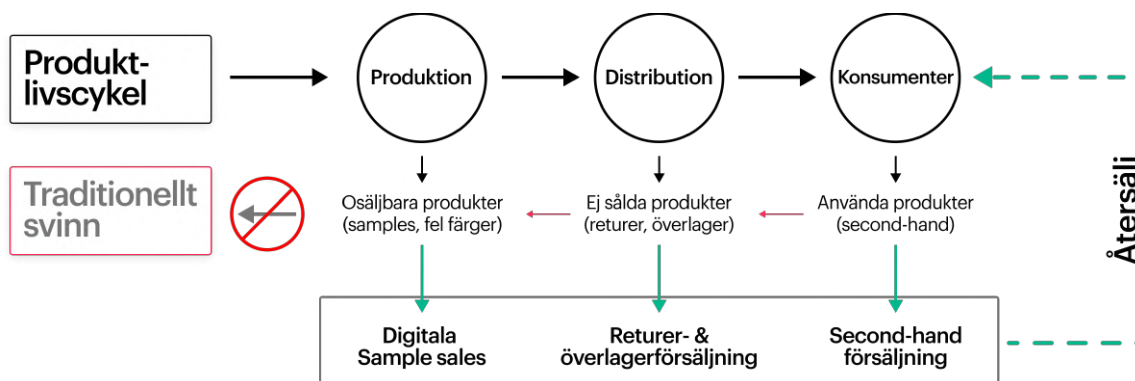 Produkt-
livscykel
Produktion
Distribution
Konsumenter
Traditionellt
svinn
Osäljbara produkter
(samples, fel färger)
Ej sålda produkter
(returer, överlager)
Använda produkter
(second-hand)
Återsälj
Digitala
Sample sales
Returer- &
överlagerförsäljning
Second-hand
försäljning